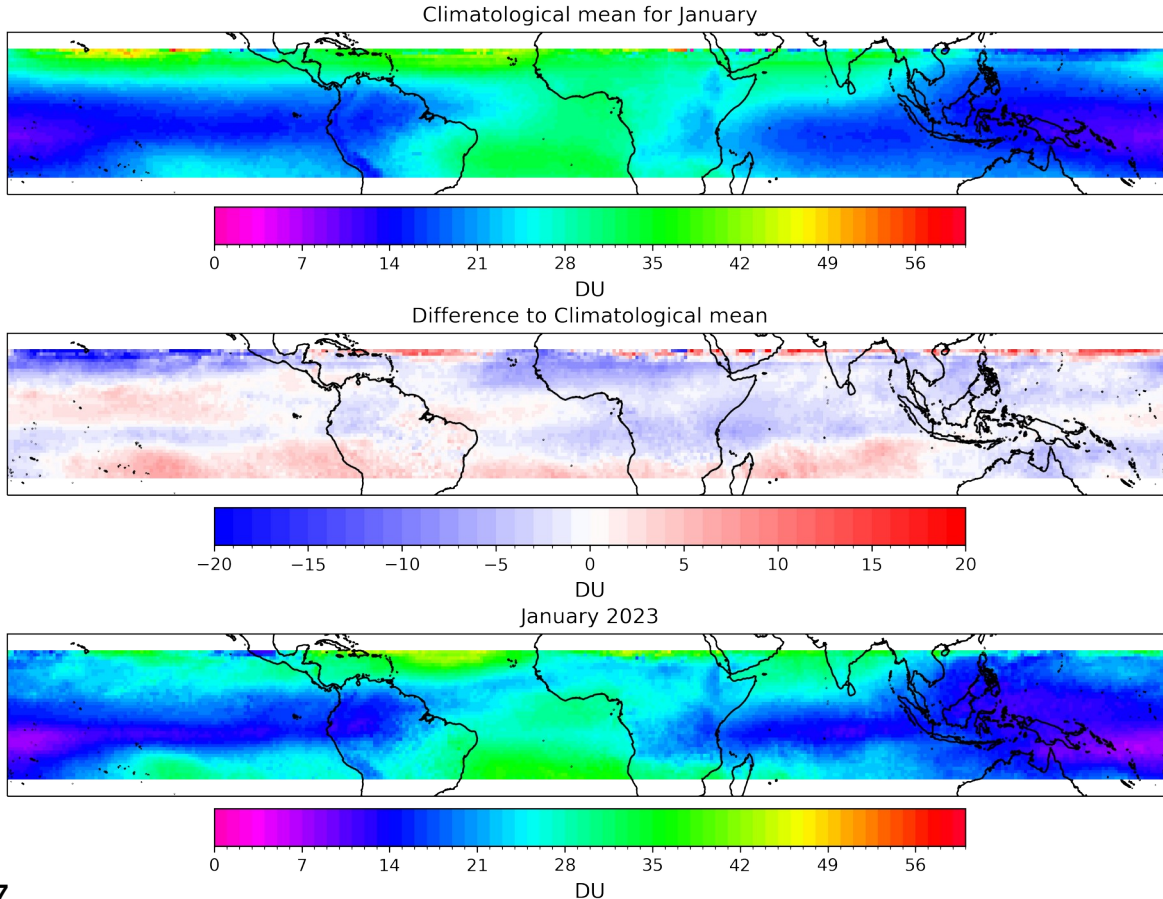 Climatological mean for January
0 7 14 21 28 35 42 49 56
DU
Difference to Climatological mean
−20 −15 −10 −5 0 5 10 15 20
DU
January 2023
0 7 14 21 28 35 42 49 56
DU
7